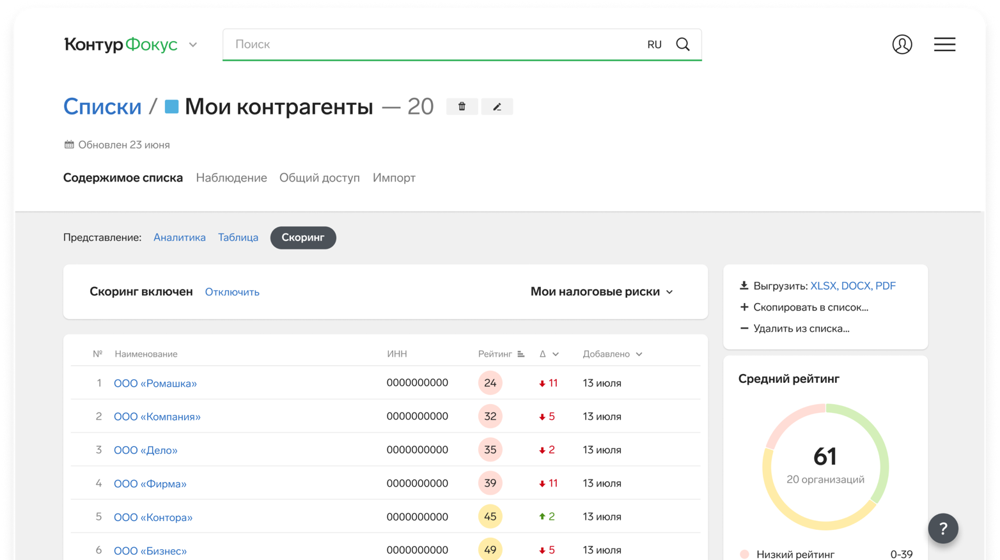 Контур Фокус
Поиск RU
Списки / Мои контрагенты — 20
Обновлен 23 июня
Содержимое списка Наблюдение Общий доступ Импорт
Представление: Аналитика Таблица Скоринг
Скоринг включен Отключить Мои налоговые риски
№ Наименование ИНН Рейтинг Δ Добавлено
1 ООО «Ромашка» 0000000000 24 11 13 июля
2 ООО «Компания» 0000000000 32 5 13 июля
3 ООО «Дело» 0000000000 35 2 13 июля
4 ООО «Фирма» 0000000000 39 11 13 июля
5 ООО «Контора» 0000000000 45 2 13 июля
6 ООО «Бизнес» 0000000000 49 5 13 июля
Выгрузить: XLSX, DOCX, PDF
+ Скопировать в список...
− Удалить из списка...
Средний рейтинг
61
20 организаций
Низкий рейтинг 0-39
?